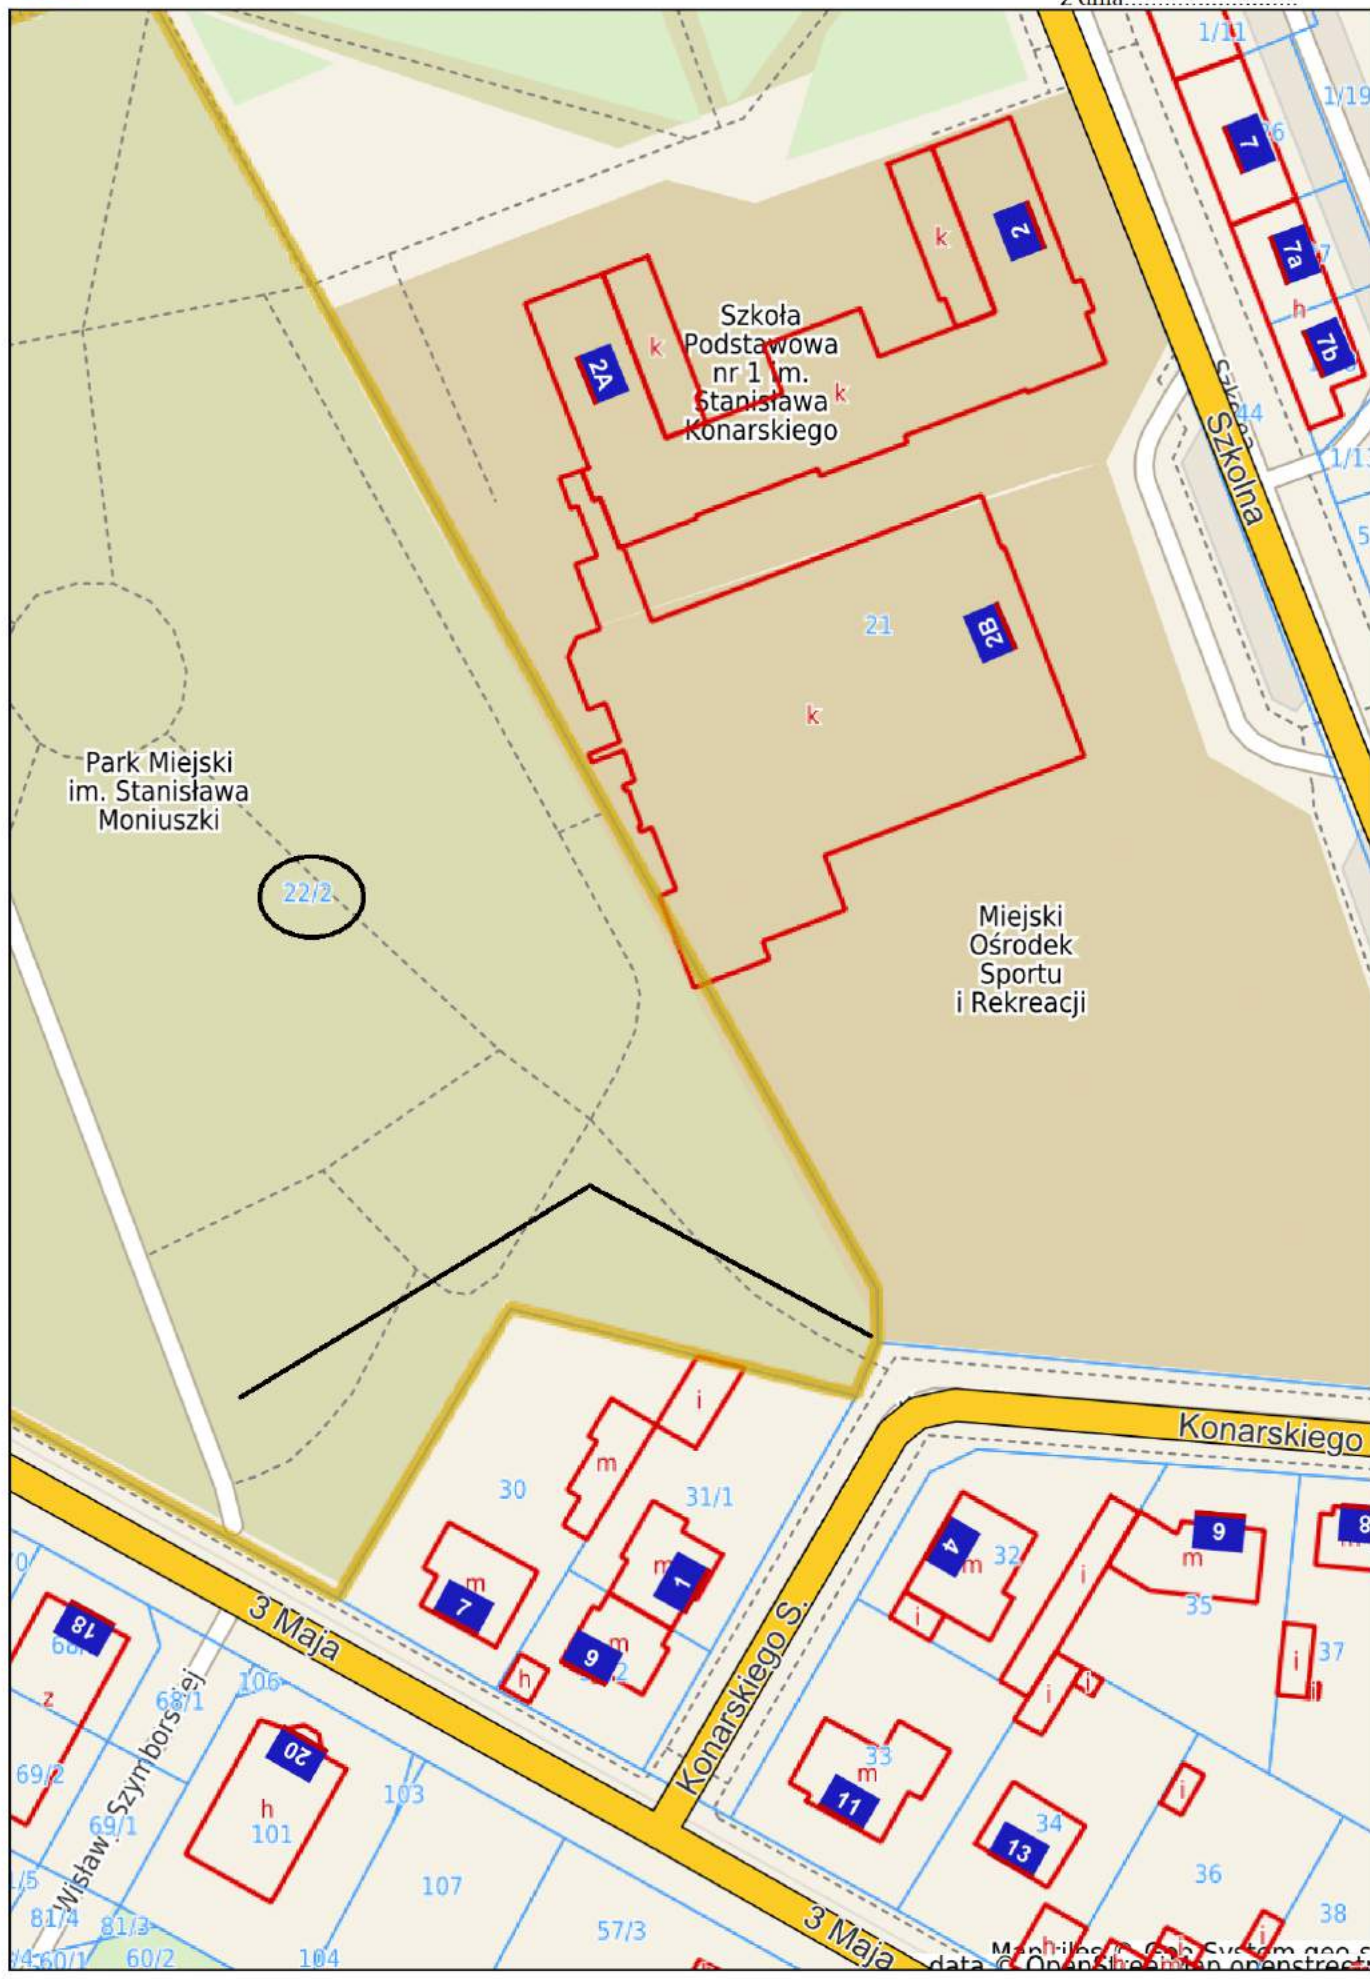 z dnia
1/11
1/19
7
7a
7b
h
2
k
Szkoła
Podstawowa
nr 1 im.
Stanisława
Konarskiego
k
k
2A
44
Szkolna
21
2B
k
Park Miejski
im. Stanisława
Moniuszki
22/2
Miejski
Ośrodek
Sportu
i Rekreacji
Konarskiego
i
m
30
31/1
m
1
m
7
m
9
h
4
m
32
i
i
9
m
35
8
37
i
i
i
3 Maja
Konarskiego S.
18
z
68/1
106
69/2
69/1
20
h
101
103
33
m
11
34
13
i
36
38
107
57/3
81/4
81/3
60/1
60/2
104
3 Maja
h
m
i